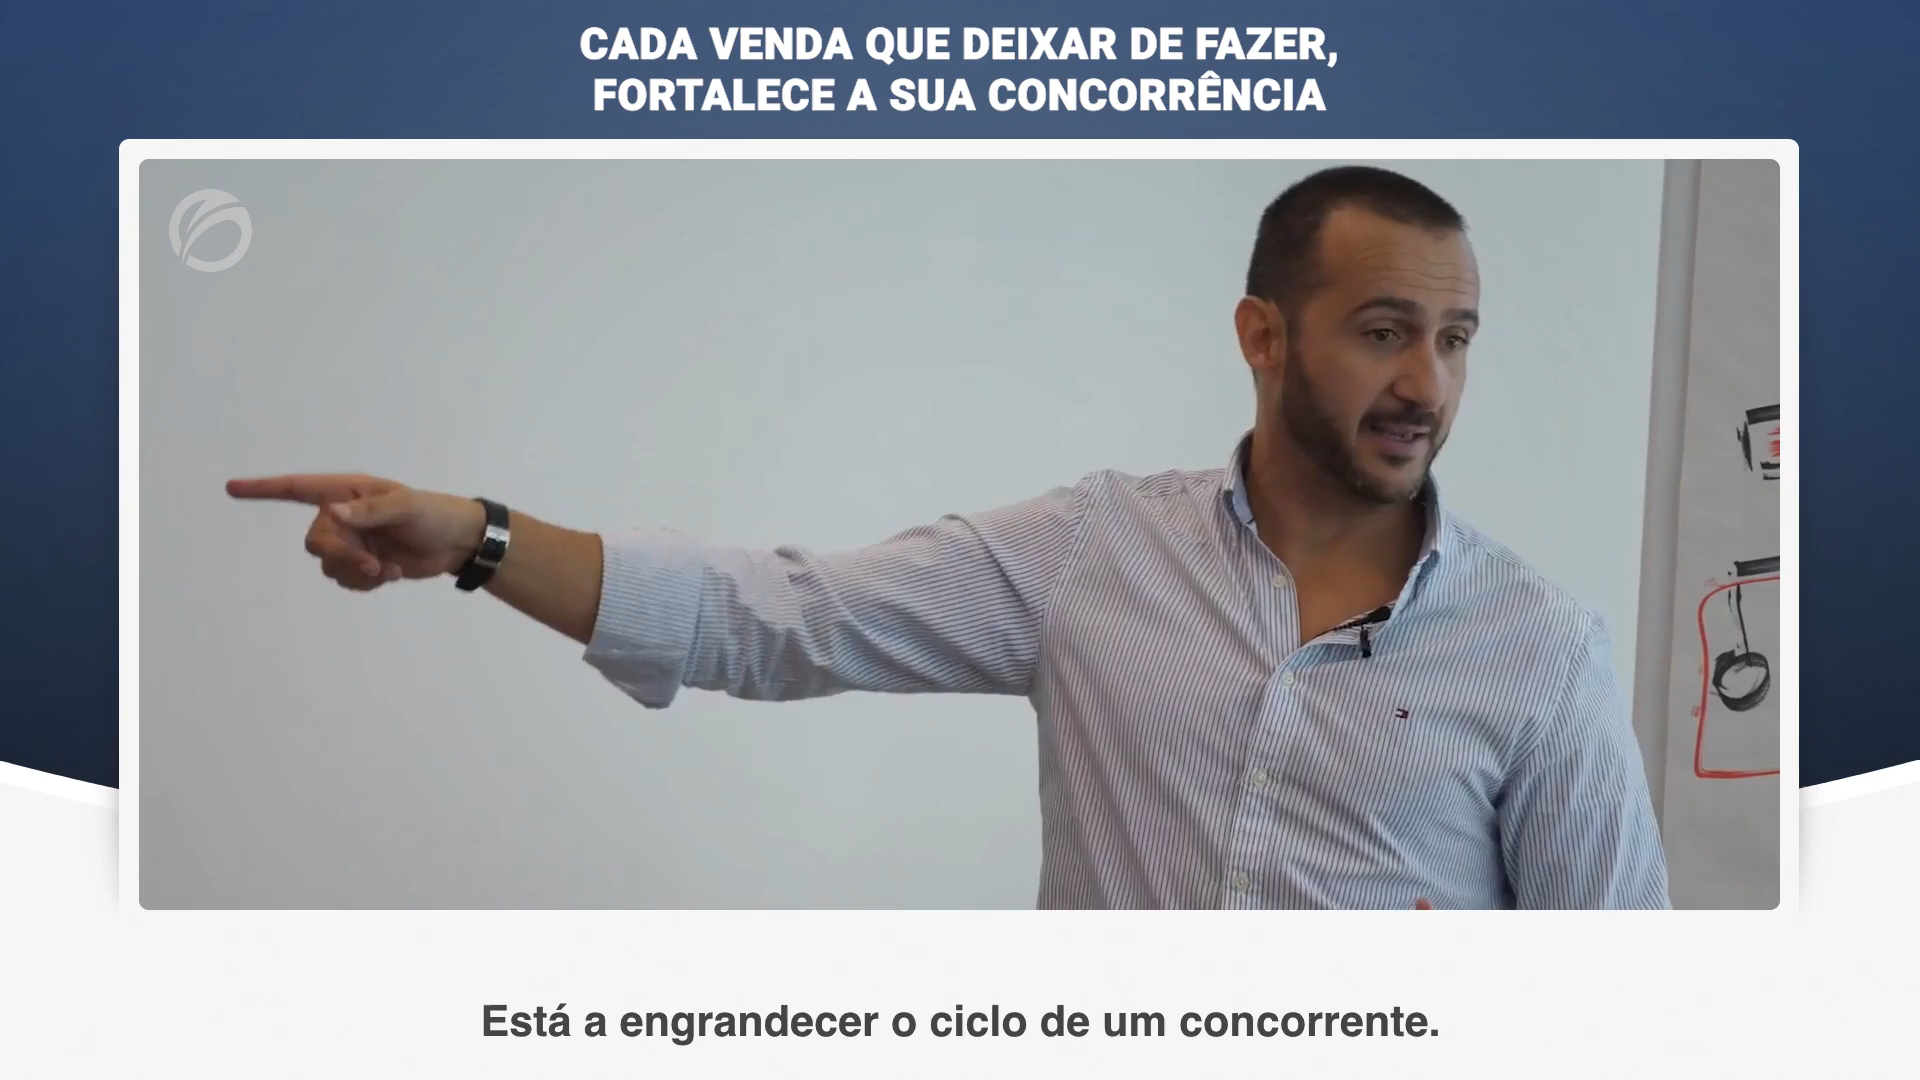 CADA VENDA QUE DEIXAR DE FAZER,
FORTALECE A SUA CONCORRÊNCIA
Está a engrandecer o ciclo de um concorrente.